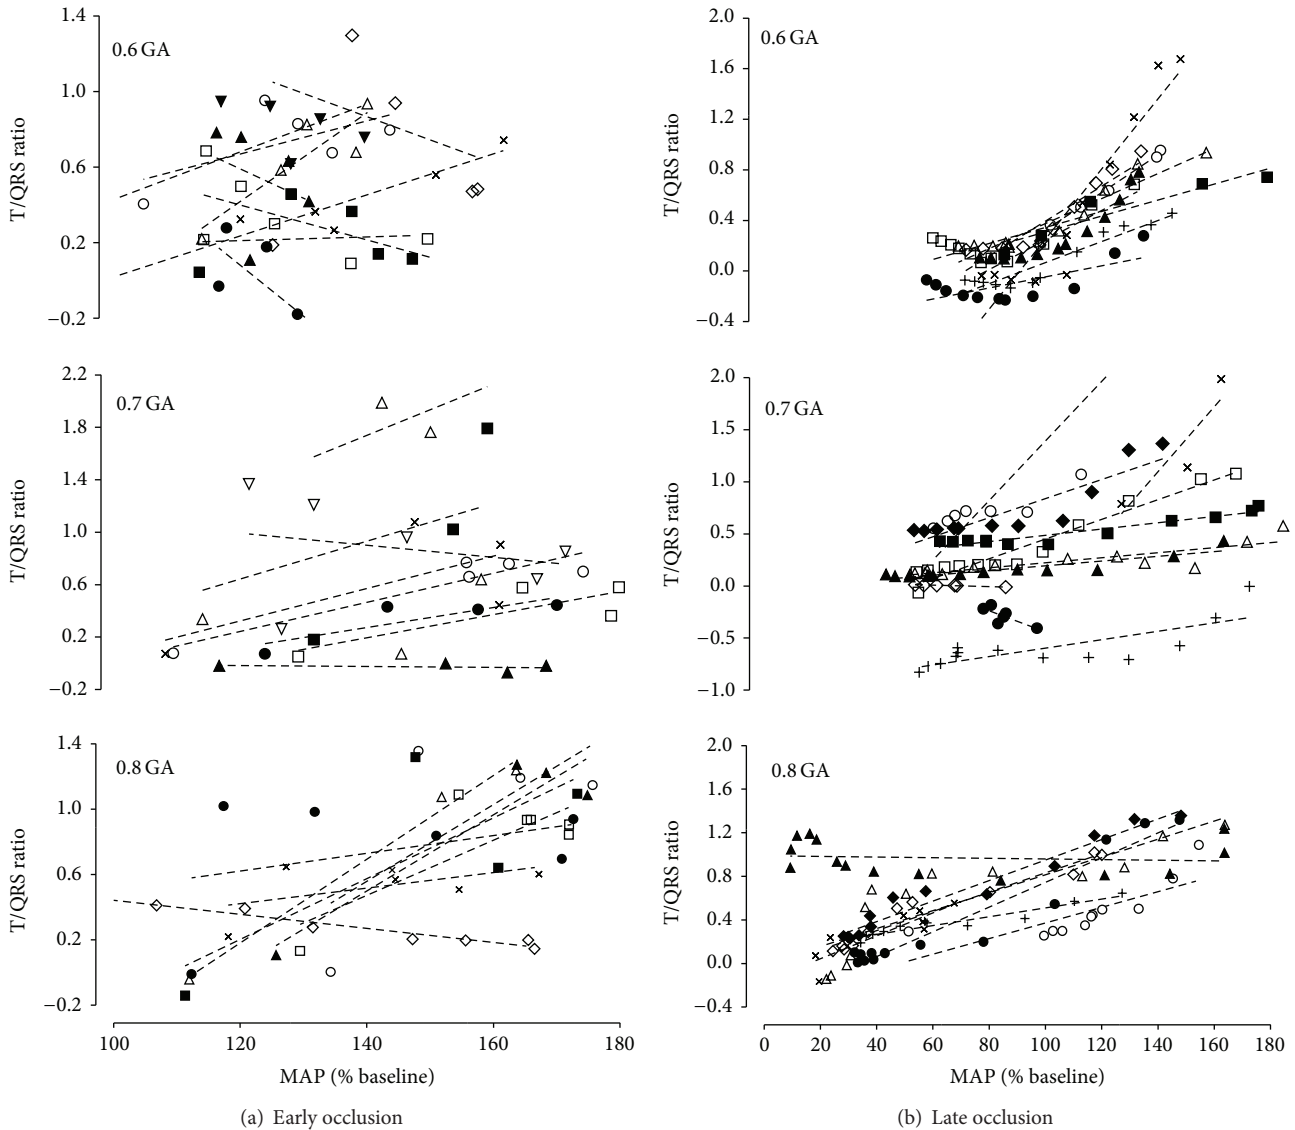 1.4
1.0
0.6
0.2
−0.2
T/QRS ratio
0.6 GA
2.0
1.6
1.2
0.8
0.4
0.0
−0.4
T/QRS ratio
0.6 GA
2.2
1.8
1.4
1.0
0.6
0.2
−0.2
T/QRS ratio
0.7 GA
2.0
1.5
1.0
0.5
0.0
−0.5
−1.0
T/QRS ratio
0.7 GA
1.4
1.0
0.6
0.2
−0.2
T/QRS ratio
0.8 GA
100 120 140 160 180
MAP (% baseline)
(a) Early occlusion
2.0
1.6
1.2
0.8
0.4
0.0
−0.4
T/QRS ratio
0.8 GA
0 20 40 60 80 100 120 140 160 180
MAP (% baseline)
(b) Late occlusion